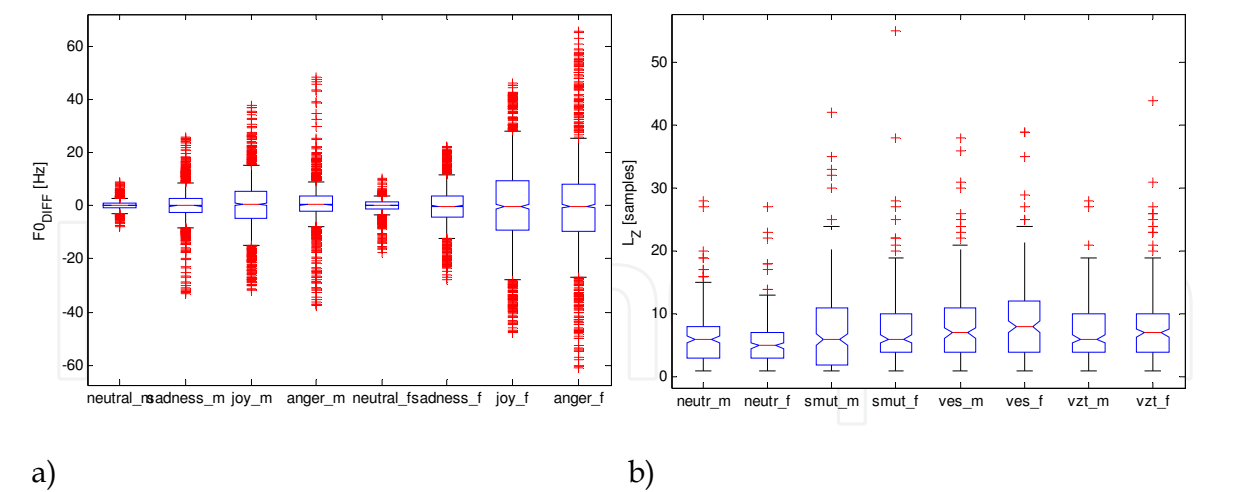 60
40
20
0
-20
-40
-60
F0DIFF [Hz]
neutral_m sadness_m joy_m anger_m neutral_f sadness_f joy_f anger_f
a)
50
40
30
20
10
0
LZ [samples]
neutr_m neutr_f smut_m smut_f ves_m ves_f vzt_m vzt_f
b)